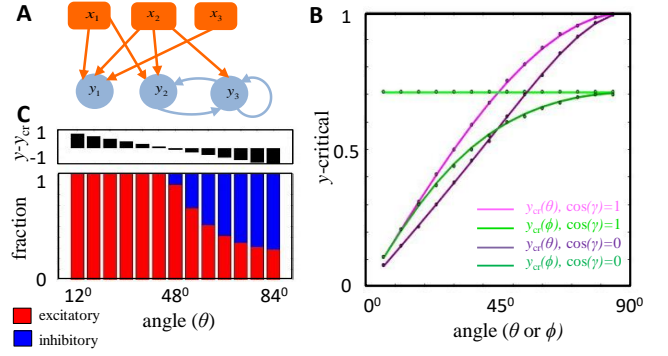 A
x1 x2 x3
y1 y2 y3
C
y-ycr
1
-1
fraction
1
0
12⁰ 48⁰ 84⁰
angle (θ)
excitatory
inhibitory
B
y-critical
1
0.5
0
ycr(θ), cos(γ)=1
ycr(ϕ), cos(γ)=1
ycr(θ), cos(γ)=0
ycr(ϕ), cos(γ)=0
0⁰ 45⁰ 90⁰
angle (θ or ϕ)